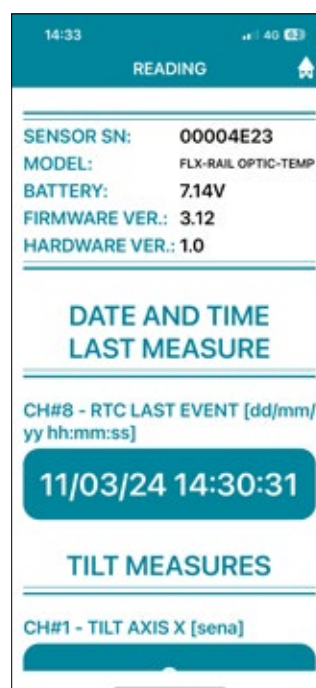 14:33
4G 63
READING
SENSOR SN: 00004E23
MODEL: FLX-RAIL OPTIC-TEMP
BATTERY: 7.14V
FIRMWARE VER.: 3.12
HARDWARE VER.: 1.0
DATE AND TIME
LAST MEASURE
CH#8 - RTC LAST EVENT [dd/mm/
yy hh:mm:ss]
11/03/24 14:30:31
TILT MEASURES
CH#1 - TILT AXIS X [sena]